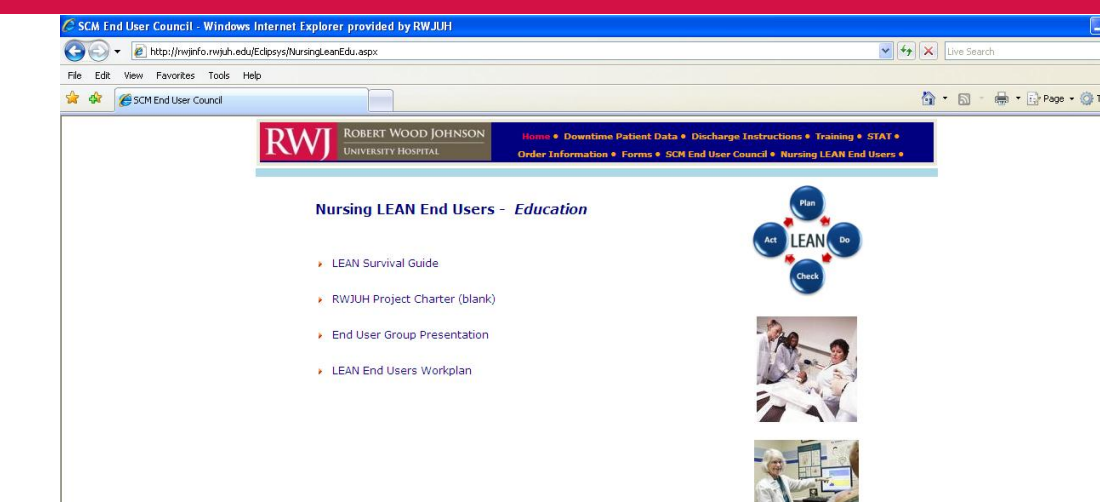 SCM End User Council - Windows Internet Explorer provided by RWJUH
http://rwjinfo.rwjuh.edu/Eclipsys/NursingLeanEdu.aspx
Live Search
File Edit View Favorites Tools Help
SCM End User Council
Page
RWJ ROBERT WOOD JOHNSON
UNIVERSITY HOSPITAL
Home • Downtime Patient Data • Discharge Instructions • Training • STAT •
Order Information • Forms • SCM End User Council • Nursing LEAN End Users •
Nursing LEAN End Users - Education
Plan
Act LEAN Do
Check
LEAN Survival Guide
RWJUH Project Charter (blank)
End User Group Presentation
LEAN End Users Workplan